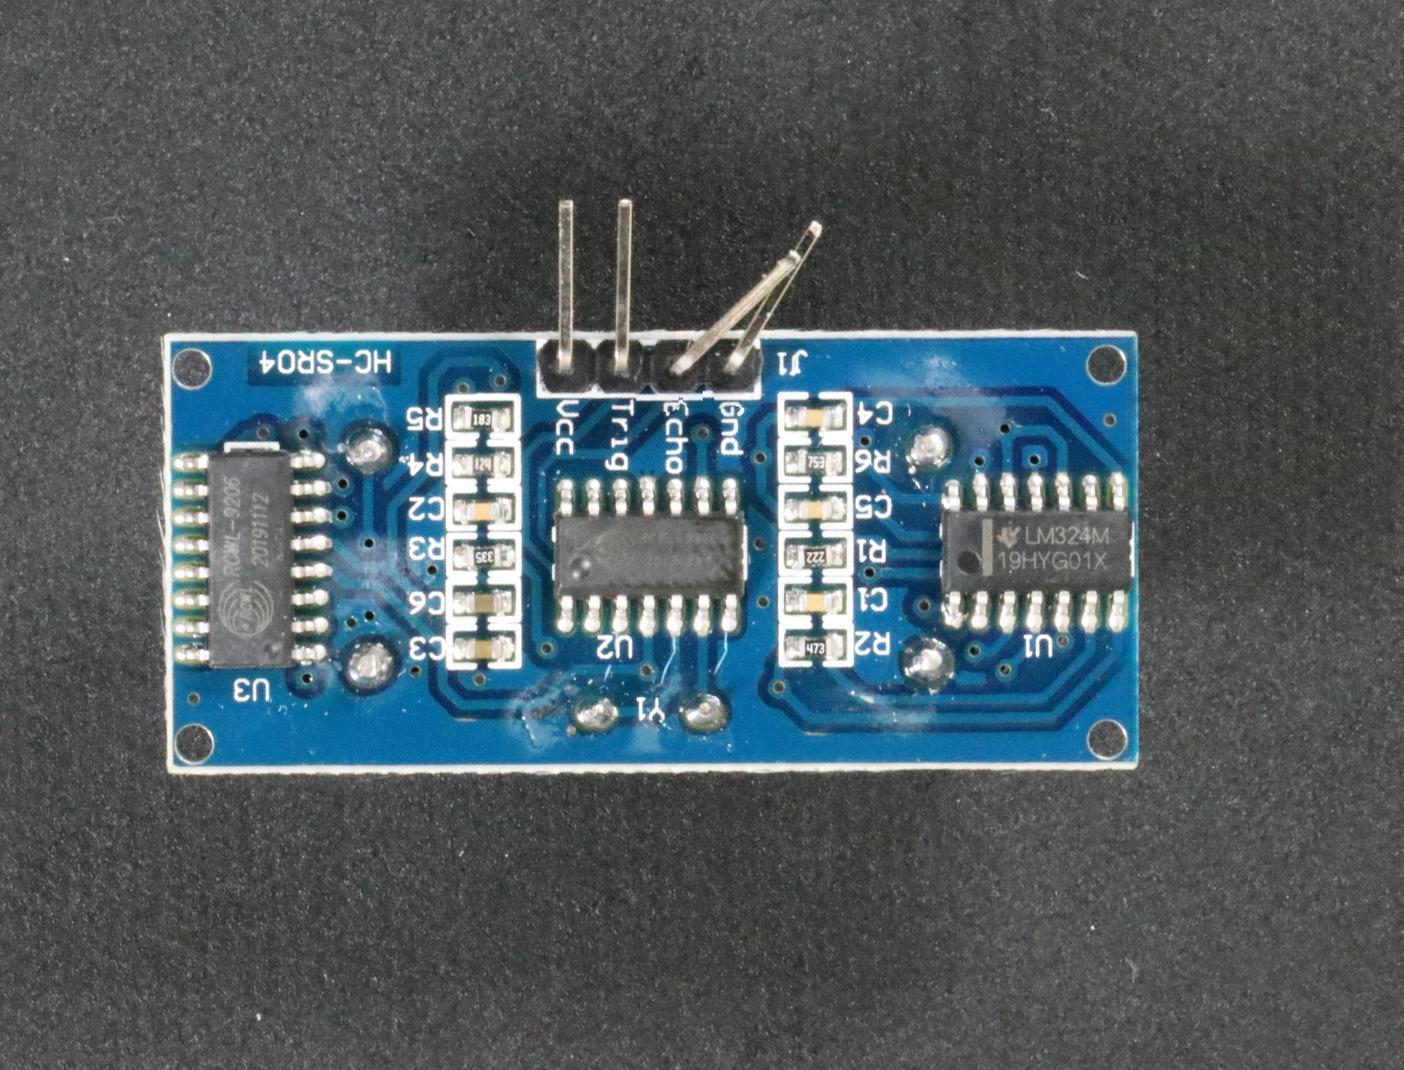 HC-SR04
J1
Vcc
Trig
Echo
Gnd
R5
103
R4
124
C2
R3
335
C6
C3
C4
R6
753
C5
R1
222
C1
R2
473
RCWL-9206
20191112
U3
U2
Y1
LM324M
19HYG01X
U1